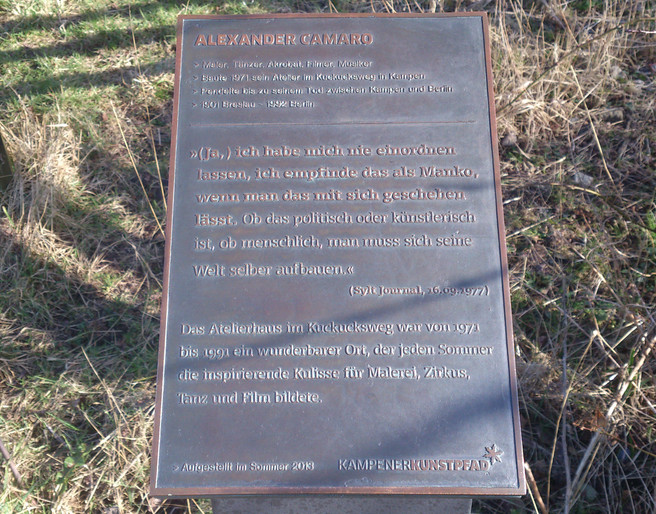 ALEXANDER CAMARO
> Maler, Tänzer, Akrobat, Filmer, Musiker
> Baute 1971 sein Atelier im Kuckucksweg in Kampen
> Pendelte bis zu seinem Tod zwischen Kampen und Berlin
> 1901 Breslau – 1992 Berlin
»(Ja,) ich habe mich nie einordnen
lassen, ich empfinde das als Manko,
wenn man das mit sich geschehen
lässt. Ob das politisch oder künstlerisch
ist, ob menschlich, man muss sich seine
Welt selber aufbauen.«
(Sylt Journal, 16.09.1977)
Das Atelierhaus im Kuckucksweg war von 1971
bis 1991 ein wunderbarer Ort, der jeden Sommer
die inspirierende Kulisse für Malerei, Zirkus,
Tanz und Film bildete.
> Aufgestellt im Sommer 2013
KAMPENERKUNSTPFAD